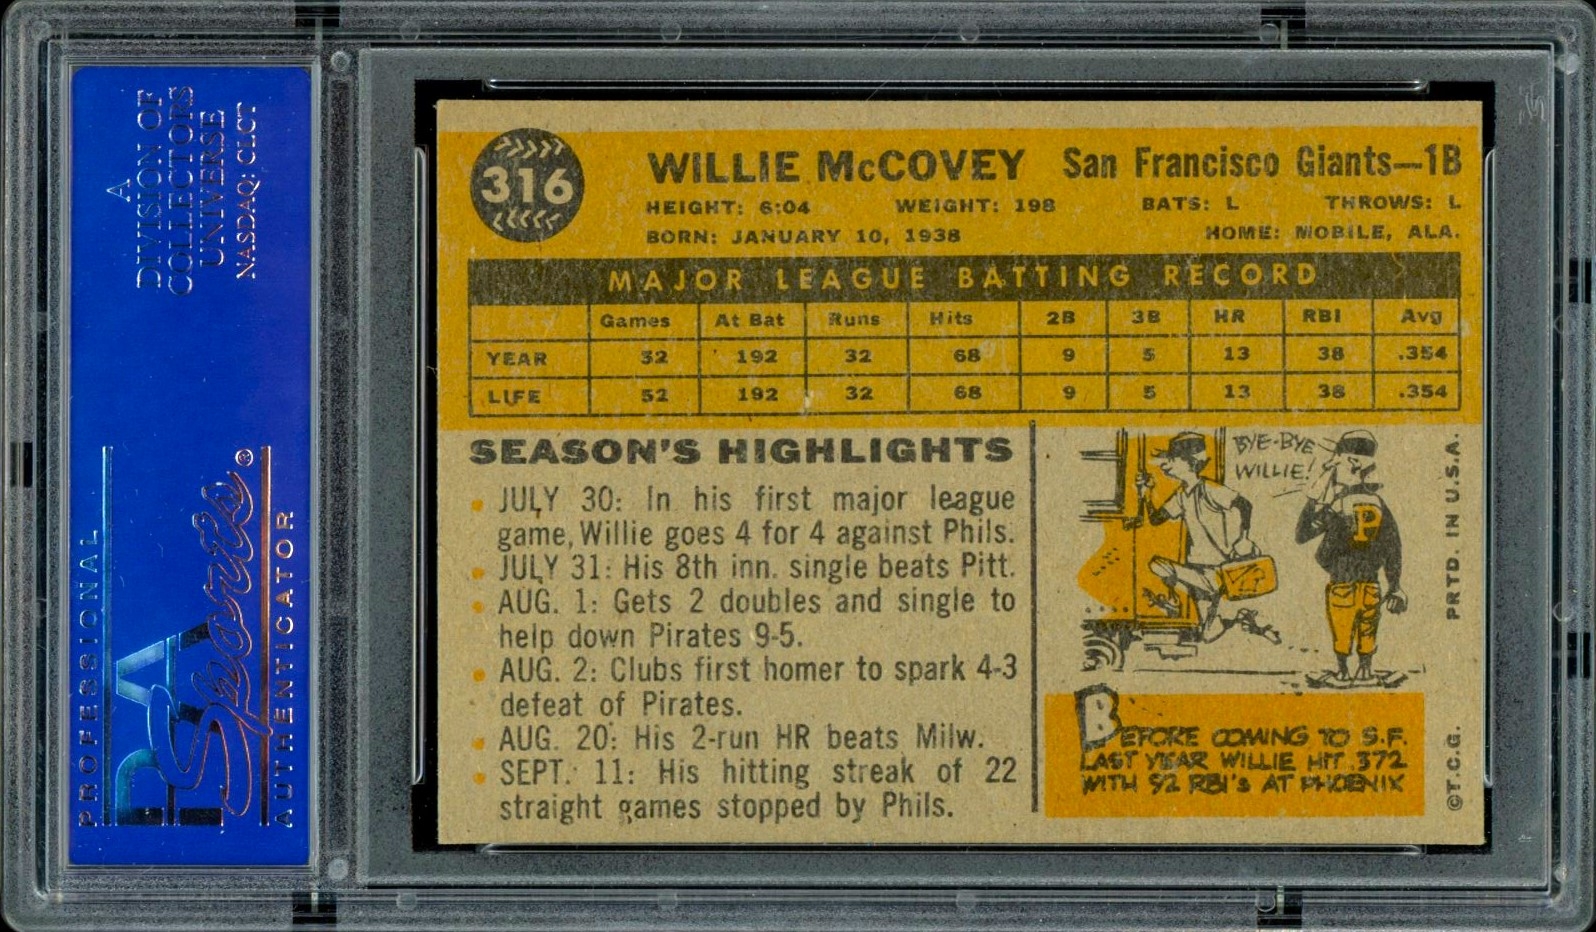 A
DIVISION OF
COLLECTORS
UNIVERSE
NASDAQ: CLCT
PROFESSIONAL
PSA
Sports®
AUTHENTICATOR
316
WILLIE McCOVEY San Francisco Giants—1B
HEIGHT: 6:04 WEIGHT: 198 BATS: L THROWS: L
BORN: JANUARY 10, 1938 HOME: MOBILE, ALA.
MAJOR LEAGUE BATTING RECORD
Games At Bat Runs Hits 2B 3B HR RBI Avg
YEAR 52 192 32 68 9 5 13 38 .354
LIFE 52 192 32 68 9 5 13 38 .354
SEASON'S HIGHLIGHTS
• JULY 30: In his first major league
game, Willie goes 4 for 4 against Phils.
• JULY 31: His 8th inn. single beats Pitt.
• AUG. 1: Gets 2 doubles and single to
help down Pirates 9-5.
• AUG. 2: Clubs first homer to spark 4-3
defeat of Pirates.
• AUG. 20: His 2-run HR beats Milw.
• SEPT. 11: His hitting streak of 22
straight games stopped by Phils.
BYE-BYE
WILLIE!
P
BEFORE COMING TO S.F.
LAST YEAR WILLIE HIT .372
WITH 92 RBI's AT PHOENIX
©T.C.G. PRTD. IN U.S.A.